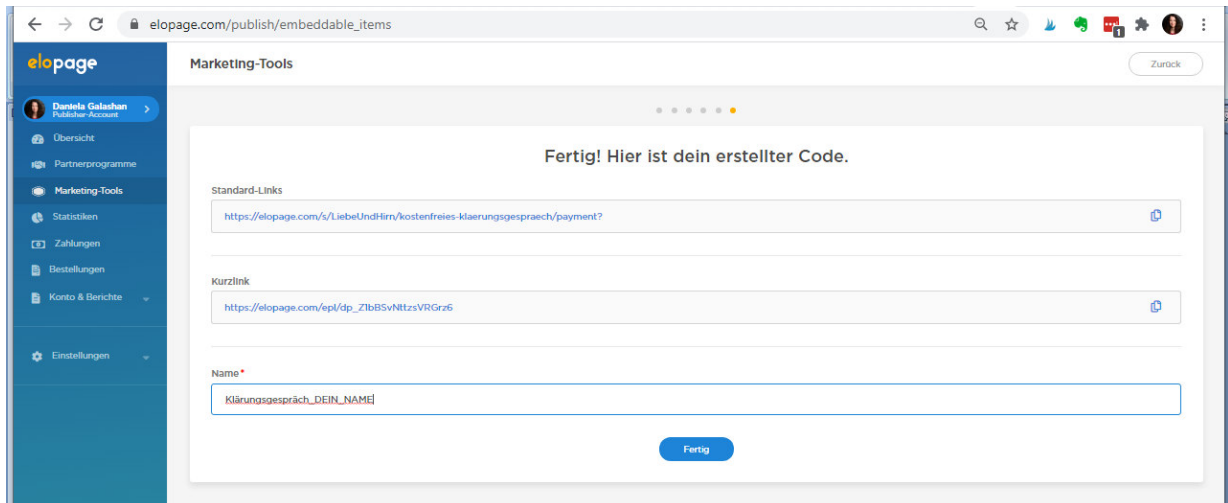 elopage.com/publish/embeddable_items
1
elopage
Marketing-Tools
Zurück
Daniela Galashan
Publisher-Account
Übersicht
Partnerprogramme
Marketing-Tools
Statistiken
Zahlungen
Bestellungen
Konto & Berichte
Einstellungen
Fertig! Hier ist dein erstellter Code.
Standard-Links
https://elopage.com/s/LiebeUndHirn/kostenfreies-klaerungsgespraech/payment?
Kurzlink
https://elopage.com/epl/dp_Z1bBSvNttzsVRGrz6
Name*
Klärungsgespräch_DEIN_NAME
Fertig